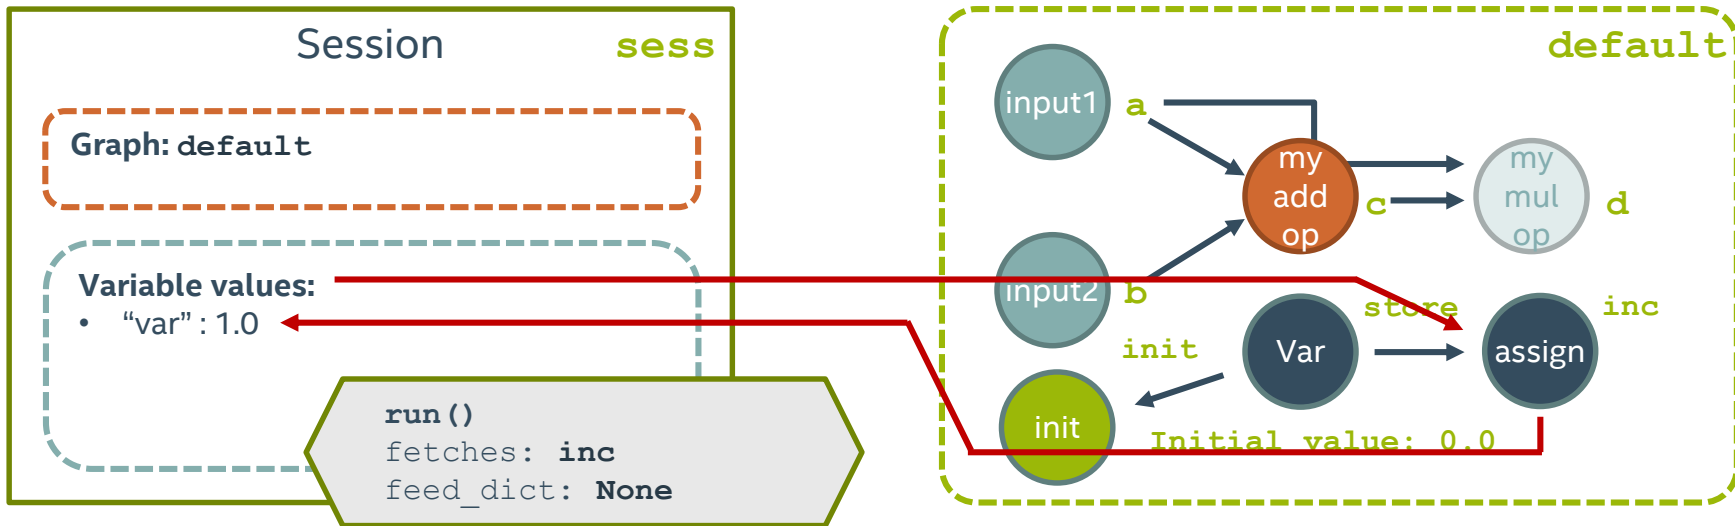 Session
sess
Graph: default
Variable values:
• “var” : 1.0
run()
fetches: inc
feed_dict: None
default
input1
a
my
add
op
c
my
mul
op
d
input2
b
store
inc
init
Var
assign
init
Initial value: 0.0